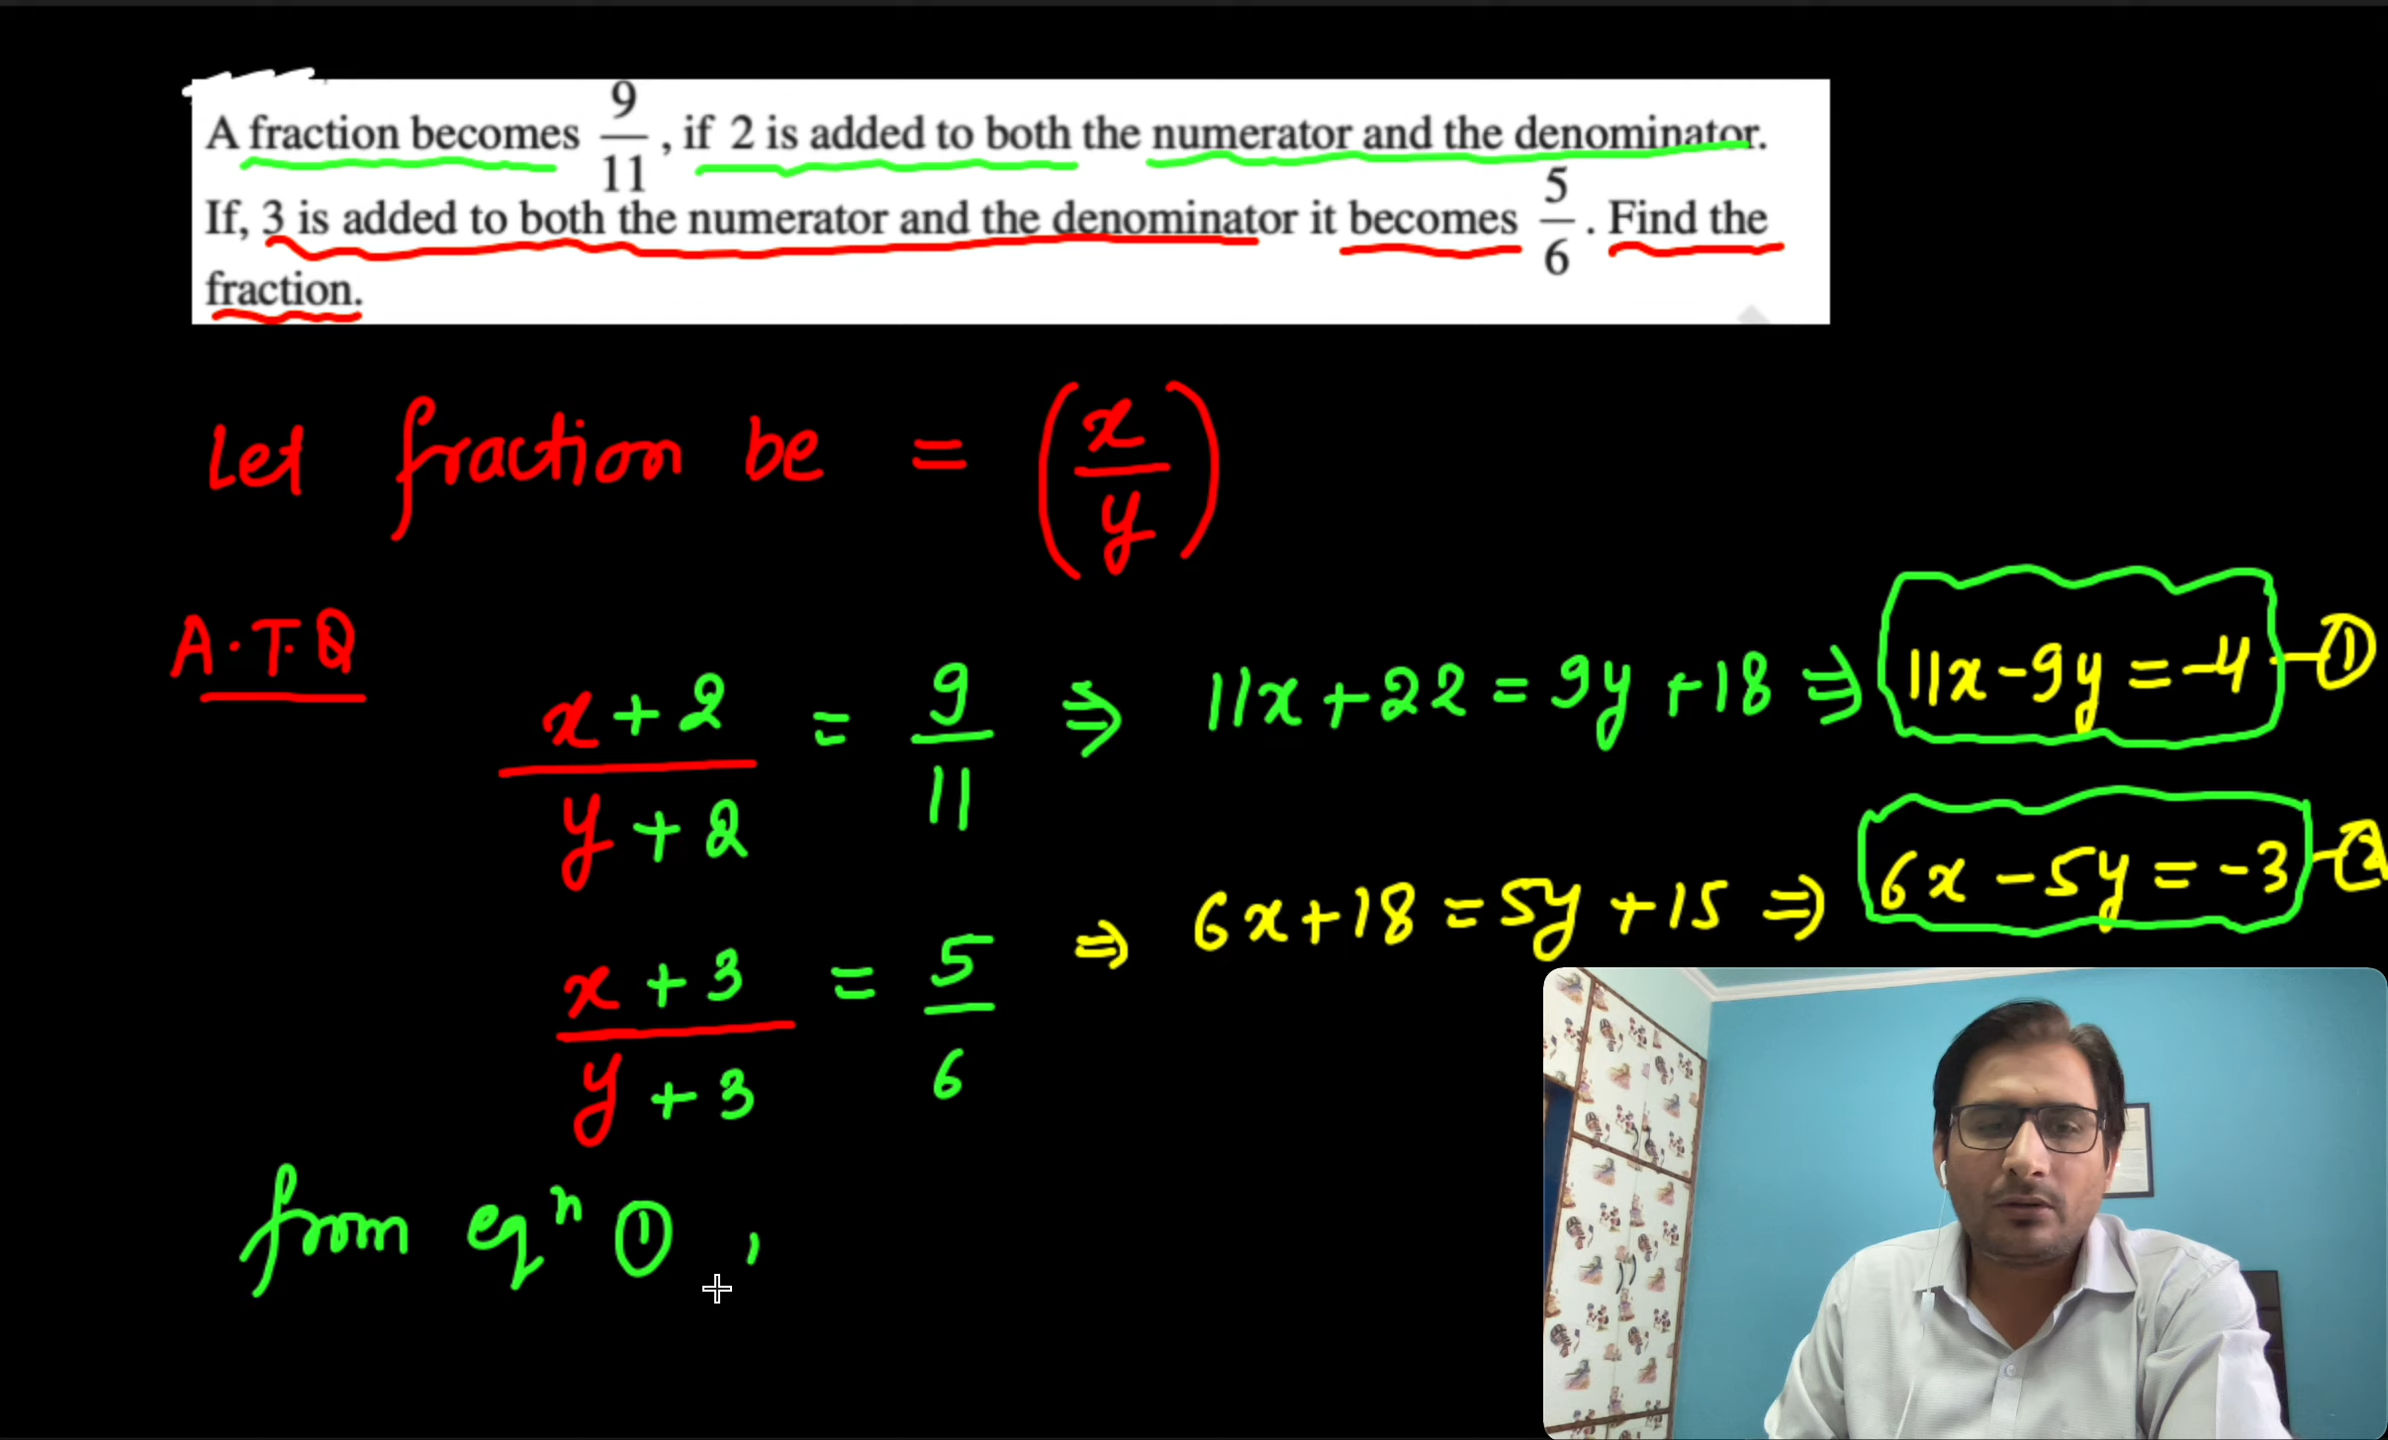 A fraction becomes 9/11, if 2 is added to both the numerator and the denominator.
If, 3 is added to both the numerator and the denominator it becomes 5/6. Find the
fraction.
Let fraction be = (x/y)
A.T.Q
(x+2)/(y+2) = 9/11 ⇒ 11x+22=9y+18 ⇒ 11x-9y=-4 —①
(x+3)/(y+3) = 5/6 ⇒ 6x+18=5y+15 ⇒ 6x-5y=-3 —②
from eqⁿ ① ,